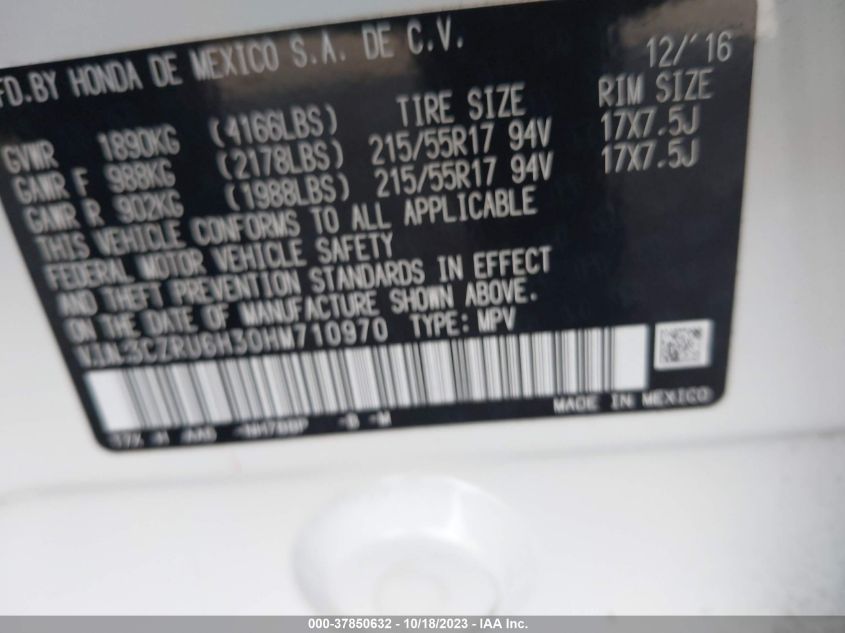 FD.BY HONDA DE MEXICO S.A. DE C.V. 12/'16
TIRE SIZE RIM SIZE
GVWR 1890KG (4166LBS)
GAWR F 988KG (2178LBS) 215/55R17 94V 17X7.5J
GAWR R 902KG (1988LBS) 215/55R17 94V 17X7.5J
THIS VEHICLE CONFORMS TO ALL APPLICABLE
FEDERAL MOTOR VEHICLE SAFETY
AND THEFT PREVENTION STANDARDS IN EFFECT
ON THE DATE OF MANUFACTURE SHOWN ABOVE.
VIN:3CZRU6H30HM710970 TYPE: MPV
MADE IN MEXICO
000-37850632 - 10/18/2023 - IAA Inc.